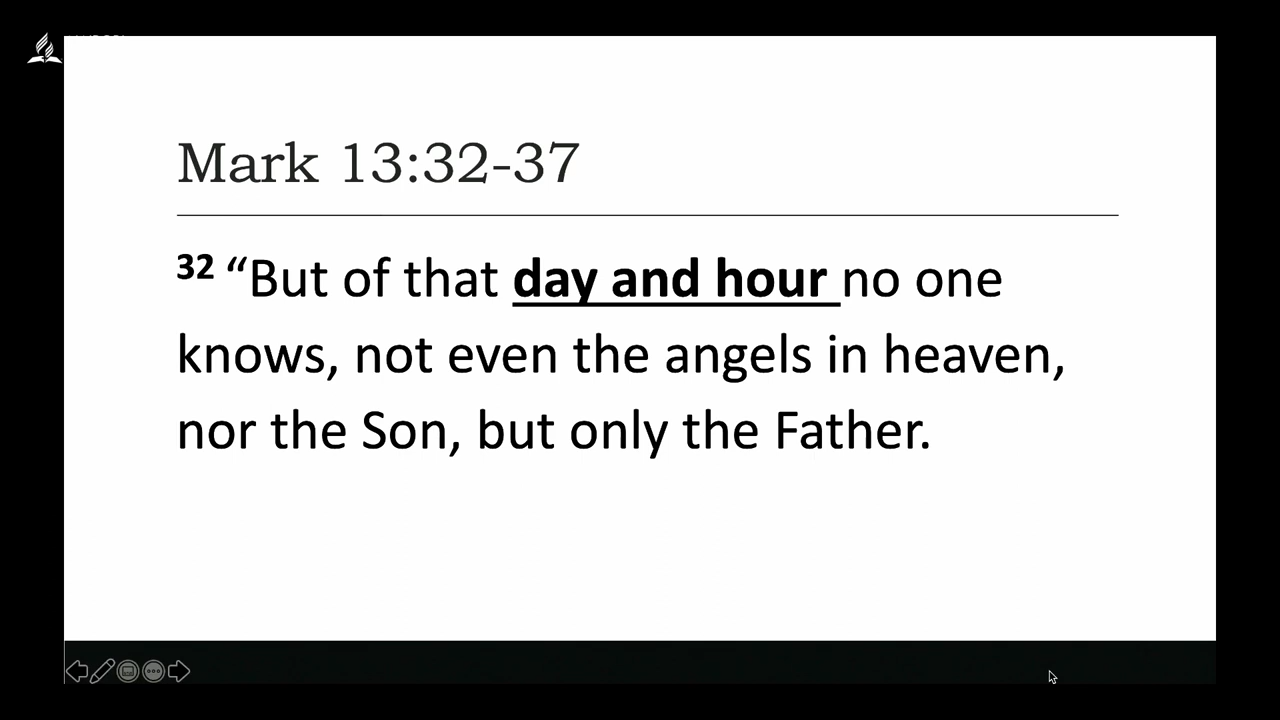 Mark 13:32-37
32 “But of that day and hour no one
knows, not even the angels in heaven,
nor the Son, but only the Father.